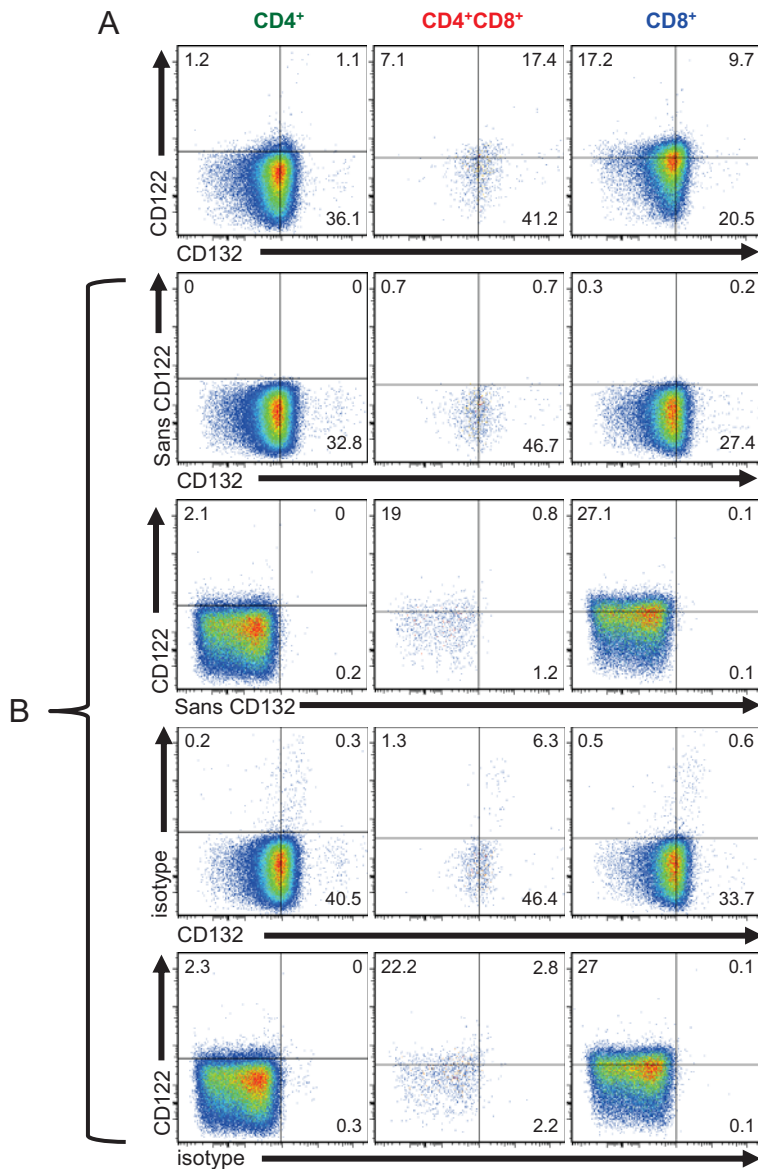 A
CD4⁺ CD4⁺CD8⁺ CD8⁺
1.2 1.1 7.1 17.4 17.2 9.7
CD122
36.1 41.2 20.5
CD132
0 0 0.7 0.7 0.3 0.2
Sans CD122
32.8 46.7 27.4
CD132
2.1 0 19 0.8 27.1 0.1
CD122
0.2 1.2 0.1
Sans CD132
B
0.2 0.3 1.3 6.3 0.5 0.6
isotype
40.5 46.4 33.7
CD132
2.3 0 22.2 2.8 27 0.1
CD122
0.3 2.2 0.1
isotype